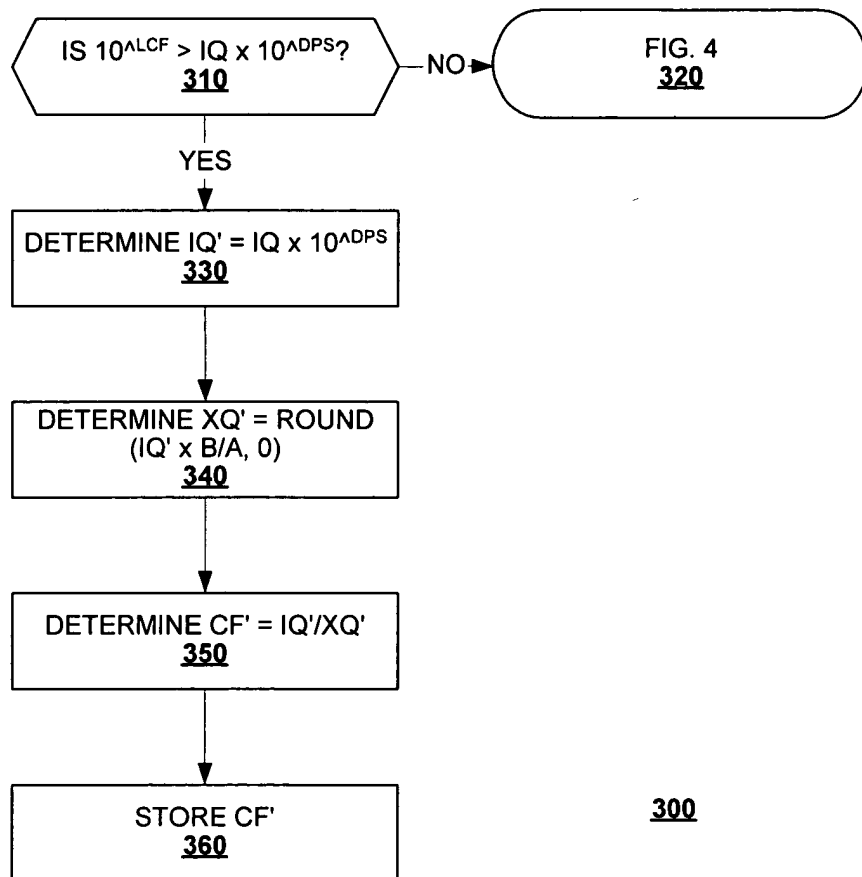 IS 10^LCF > IQ x 10^DPS?
310
NO
FIG. 4
320
YES
DETERMINE IQ' = IQ x 10^DPS
330
DETERMINE XQ' = ROUND
(IQ' x B/A, 0)
340
DETERMINE CF' = IQ'/XQ'
350
STORE CF'
360
300